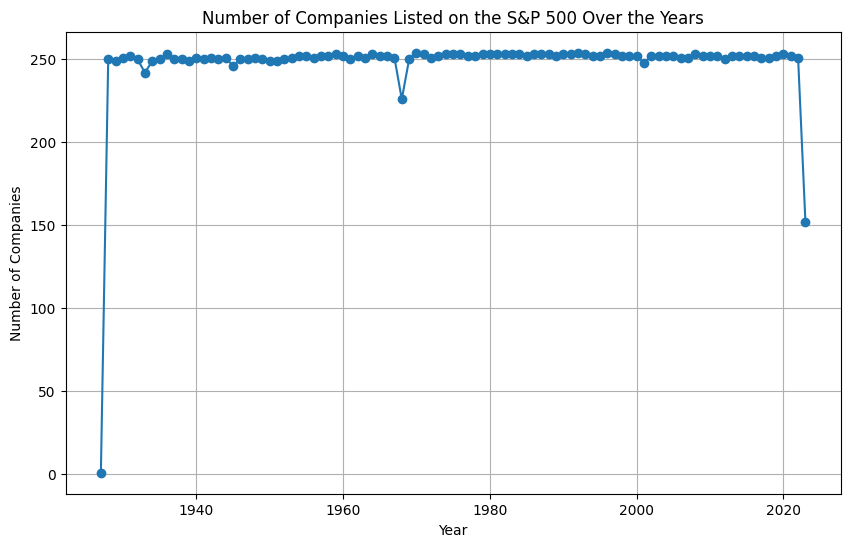 Number of Companies Listed on the S&P 500 Over the Years
Number of Companies
250
200
150
100
50
0
1940 1960 1980 2000 2020
Year